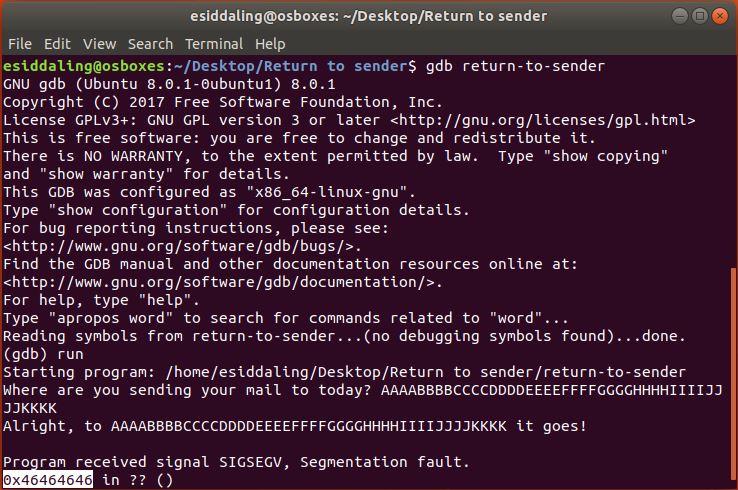 esiddaling@osboxes: ~/Desktop/Return to sender
File Edit View Search Terminal Help
esiddaling@osboxes:~/Desktop/Return to sender$ gdb return-to-sender
GNU gdb (Ubuntu 8.0.1-0ubuntu1) 8.0.1
Copyright (C) 2017 Free Software Foundation, Inc.
License GPLv3+: GNU GPL version 3 or later <http://gnu.org/licenses/gpl.html>
This is free software: you are free to change and redistribute it.
There is NO WARRANTY, to the extent permitted by law.  Type "show copying"
and "show warranty" for details.
This GDB was configured as "x86_64-linux-gnu".
Type "show configuration" for configuration details.
For bug reporting instructions, please see:
<http://www.gnu.org/software/gdb/bugs/>.
Find the GDB manual and other documentation resources online at:
<http://www.gnu.org/software/gdb/documentation/>.
For help, type "help".
Type "apropos word" to search for commands related to "word"...
Reading symbols from return-to-sender...(no debugging symbols found)...done.
(gdb) run
Starting program: /home/esiddaling/Desktop/Return to sender/return-to-sender
Where are you sending your mail to today? AAAABBBBCCCCDDDDEEEEFFFFGGGGHHHHIIIIJJ
JJKKKK
Alright, to AAAABBBBCCCCDDDDEEEEFFFFGGGGHHHHIIIIJJJJKKKK it goes!
Program received signal SIGSEGV, Segmentation fault.
0x46464646 in ?? ()